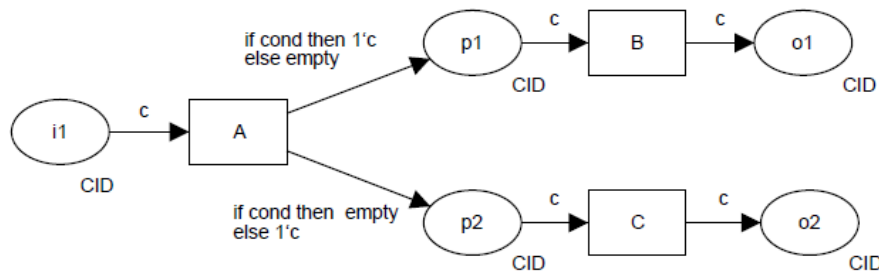 if cond then 1‘c
else empty
c
p1
CID
c
B
c
o1
CID
i1
CID
c
A
if cond then  empty
else 1‘c
p2
CID
c
C
c
o2
CID